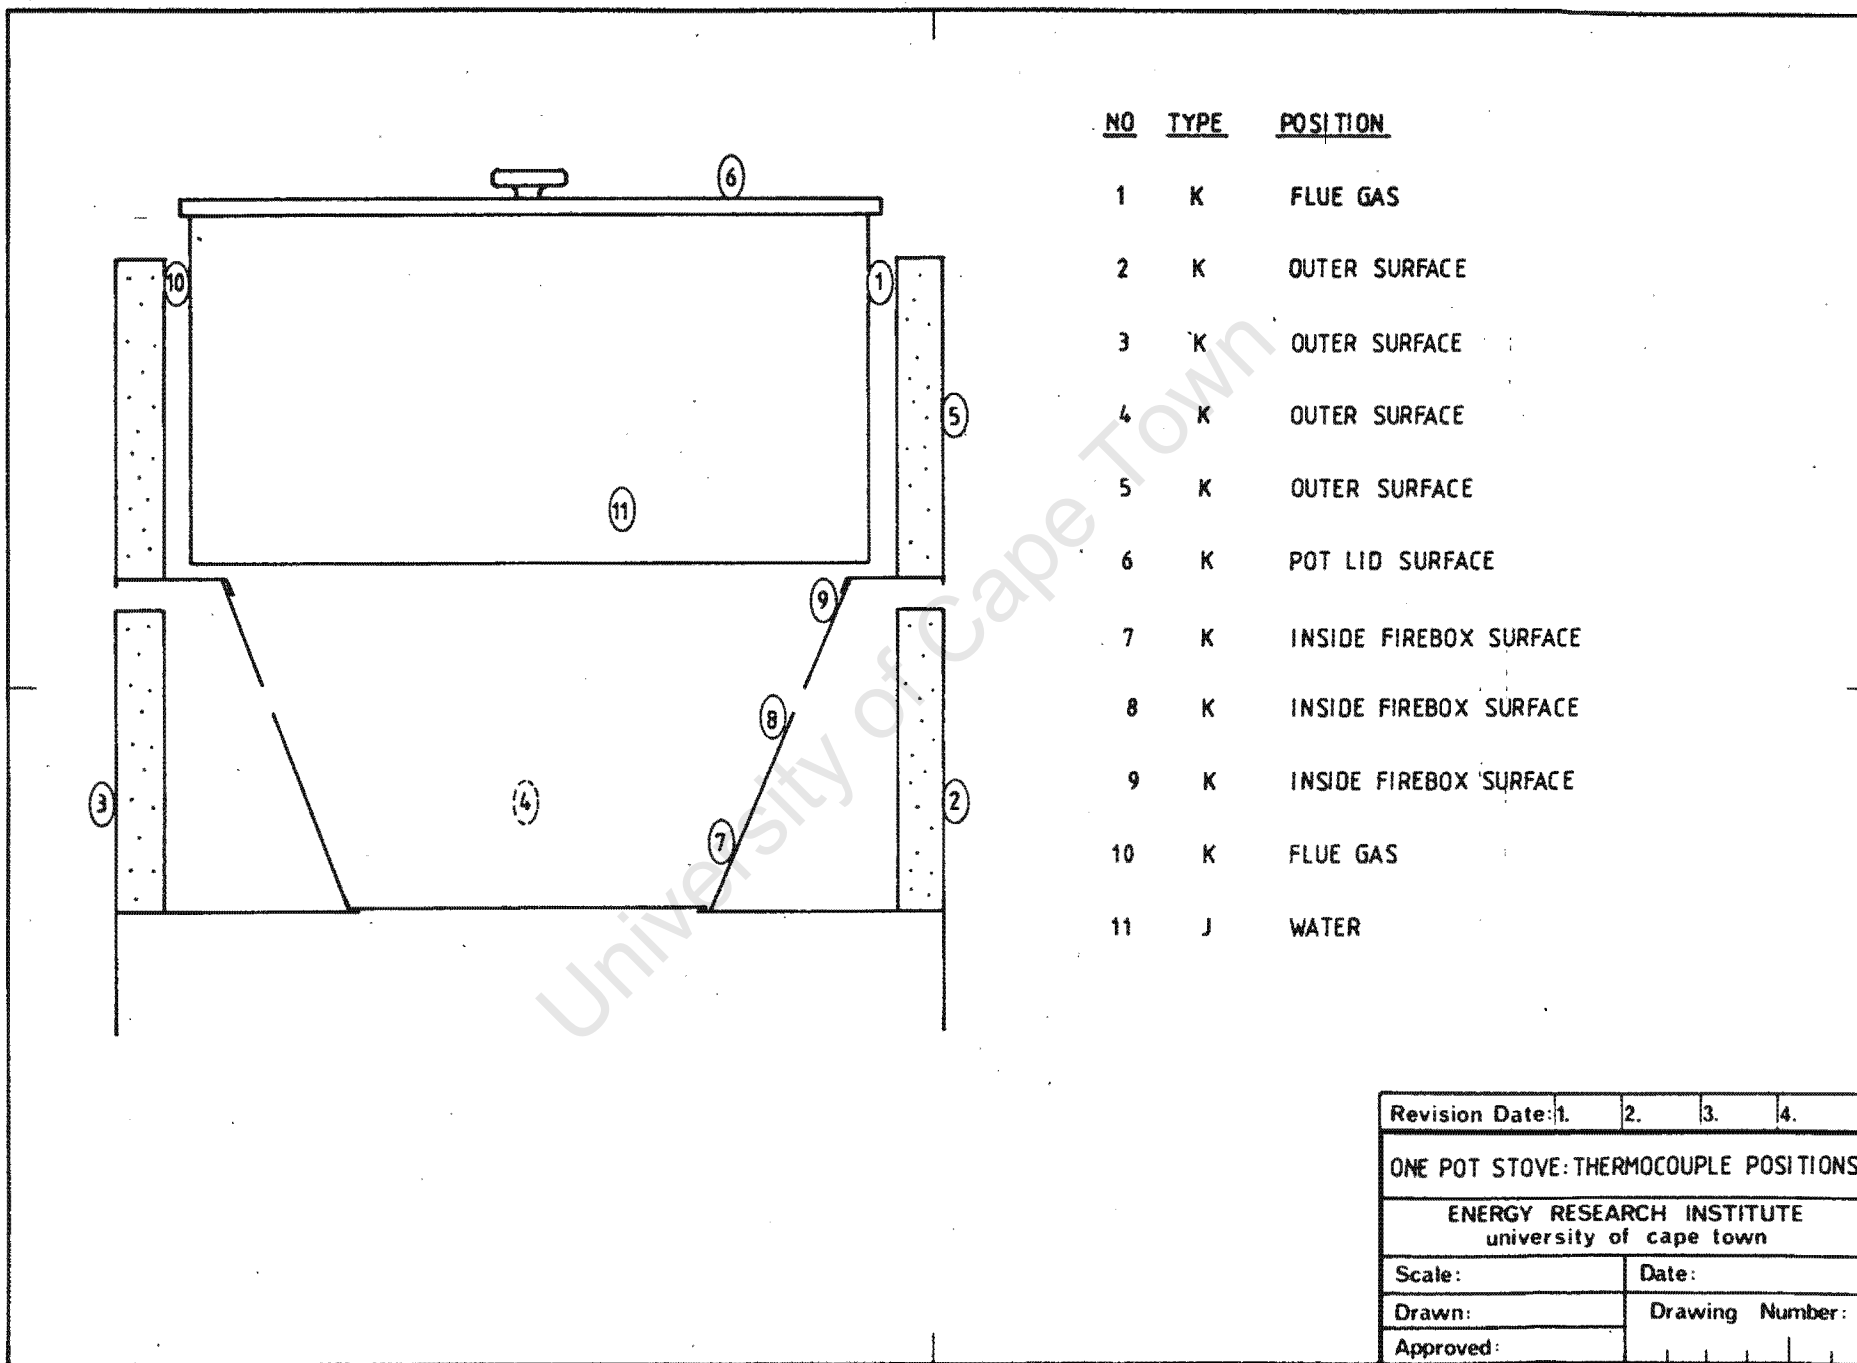 NO TYPE POSITION
1 K FLUE GAS
2 K OUTER SURFACE
3 K OUTER SURFACE
4 K OUTER SURFACE
5 K OUTER SURFACE
6 K POT LID SURFACE
7 K INSIDE FIREBOX SURFACE
8 K INSIDE FIREBOX SURFACE
9 K INSIDE FIREBOX SURFACE
10 K FLUE GAS
11 J WATER
6
10
1
5
11
9
8
3
4
2
7
University of Cape Town
Revision Date: 1. 2. 3. 4.
ONE POT STOVE: THERMOCOUPLE POSITIONS
ENERGY RESEARCH INSTITUTE
university of cape town
Scale: Date:
Drawn: Drawing Number:
Approved: